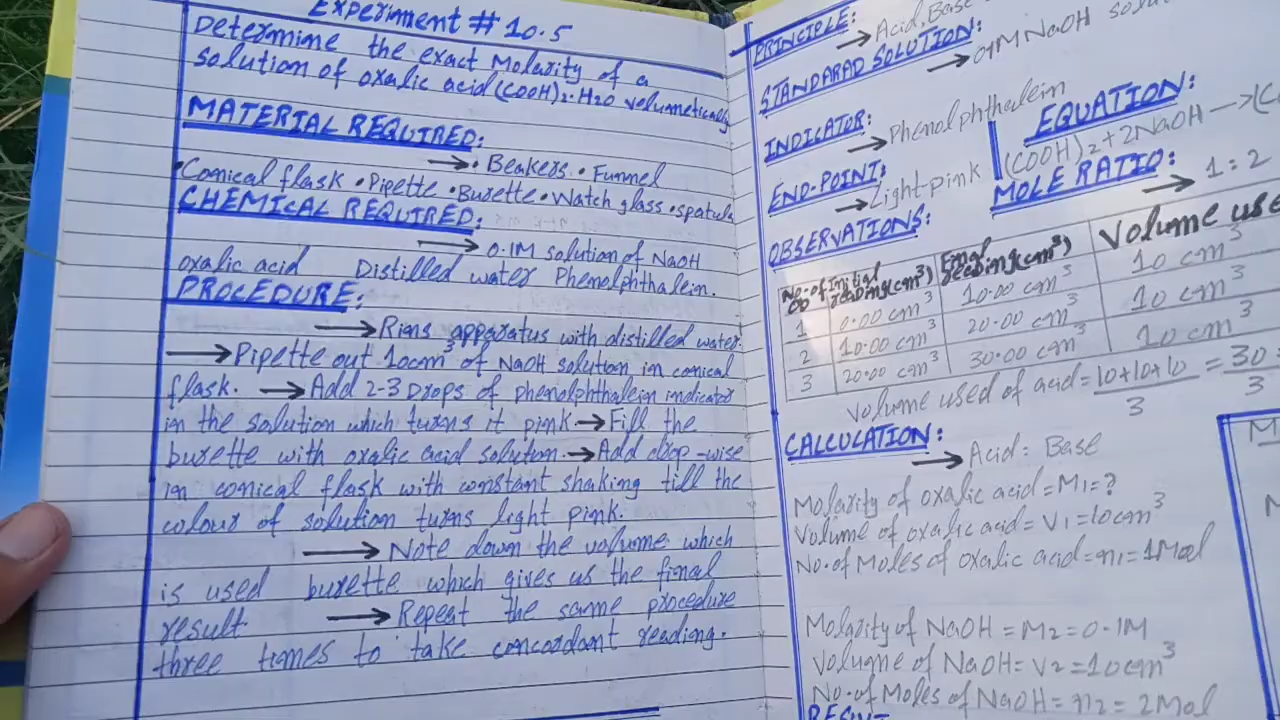 Experiment # 10.5
Determine the exact Molarity of a
solution of oxalic acid (COOH)2.H2O volumetrically
MATERIAL REQUIRED:
→ • Beakers • Funnel
• Conical flask • Pipette • Burette • Watch glass • spatula
CHEMICAL REQUIRED:
→ 0.1M solution of NaOH
oxalic acid Distilled water Phenolphthalein.
PROCEDURE:
→ Rins apparatus with distilled water.
→ Pipette out 10cm³ of NaOH solution in conical
flask. → Add 2-3 Drops of phenolphthalein indicator
in the solution which turns it pink → Fill the
burette with oxalic acid solution. → Add drop-wise
in conical flask with constant shaking till the
colour of solution turns light pink.
→ Note down the volume which
is used burette which gives us the final
result → Repeat the same procedure
three times to take concordant reading.
PRINCIPLE:
→ Acid, Base
STANDARAD SOLUTION:
→ 0.1M NaOH
INDICATOR:
→ Phenolphthalein
END-POINT:
→ Light pink
EQUATION:
(COOH)2 + 2NaOH →
MOLE RATIO:
→ 1:2
OBSERVATIONS:
No. of Initial reading(cm³) Final reading(cm³) Volume
1 0.00 cm³ 10.00 cm³ 10 cm³
2 10.00 cm³ 20.00 cm³ 10 cm³
3 20.00 cm³ 30.00 cm³ 10 cm³
Volume used of acid = 10+10+10/3 = 30/3
CALCULATION:
→ Acid = Base
Molarity of oxalic acid = M1 = ?
Volume of oxalic acid = V1 = 10cm³
No. of Moles of oxalic acid = n1 = 1Mol
Molarity of NaOH = M2 = 0.1M
Volume of NaOH = V2 = 10cm³
No. of Moles of NaOH = n2 = 2Mol